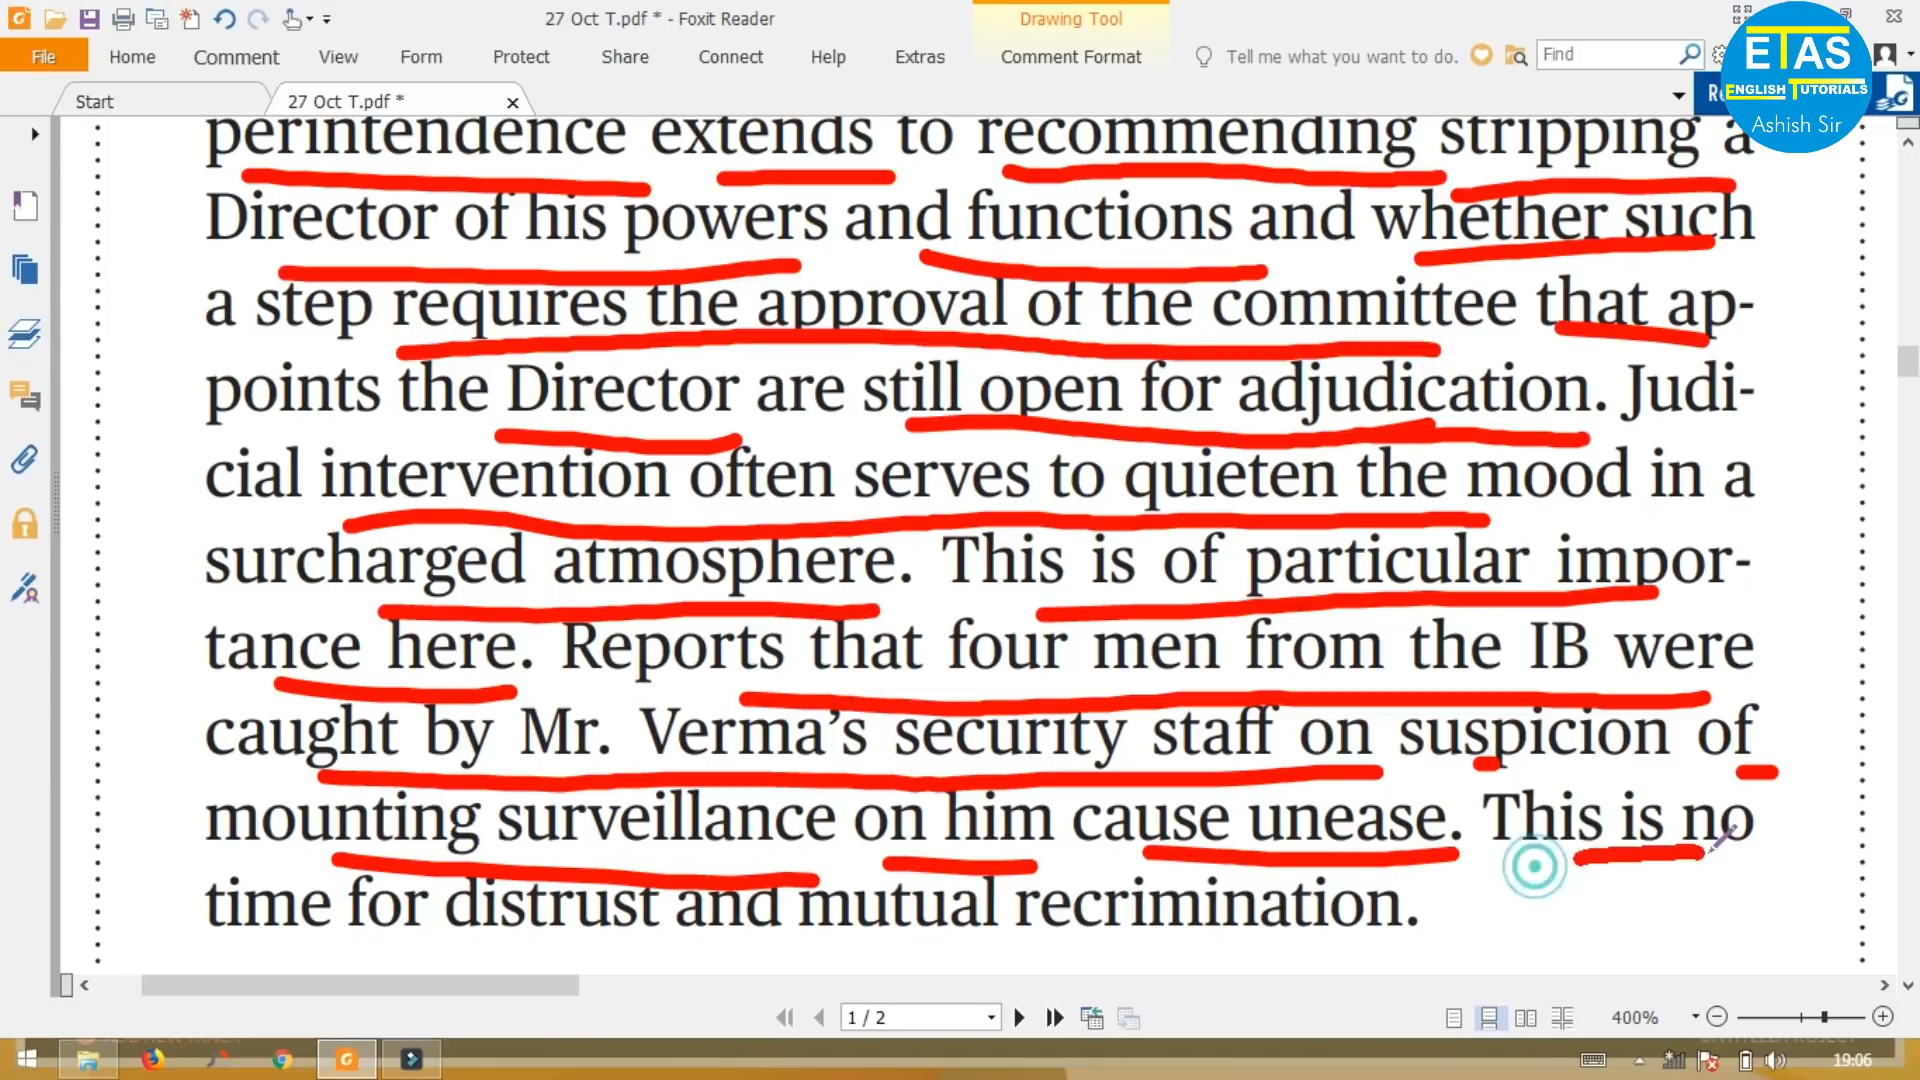 27 Oct T.pdf * - Foxit Reader
Drawing Tool
File Home Comment View Form Protect Share Connect Help Extras Comment Format Tell me what you want to do. Find
ETAS
ENGLISH TUTORIALS
Ashish Sir
Start 27 Oct T.pdf *
perintendence extends to recommending stripping a
Director of his powers and functions and whether such
a step requires the approval of the committee that ap-
points the Director are still open for adjudication. Judi-
cial intervention often serves to quieten the mood in a
surcharged atmosphere. This is of particular impor-
tance here. Reports that four men from the IB were
caught by Mr. Verma’s security staff on suspicion of
mounting surveillance on him cause unease. This is no
time for distrust and mutual recrimination.
1 / 2
400%
19:06